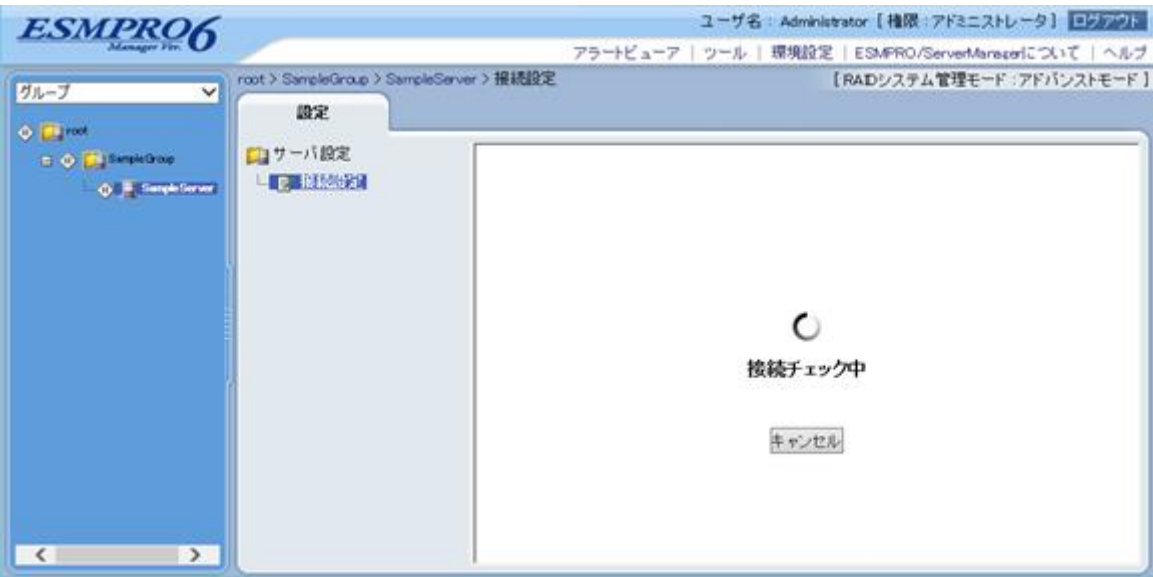 ESMPRO6
Manager Ver.
ユーザ名 : Administrator [ 権限 : アドミニストレータ ] ログアウト
アラートビューア | ツール | 環境設定 | ESMPRO/ServerManagerについて | ヘルプ
グループ
root
SampleGroup
SampleServer
root > SampleGroup > SampleServer > 接続設定
[ RAIDシステム管理モード : アドバンストモード ]
設定
サーバ設定
接続設定
接続チェック中
キャンセル